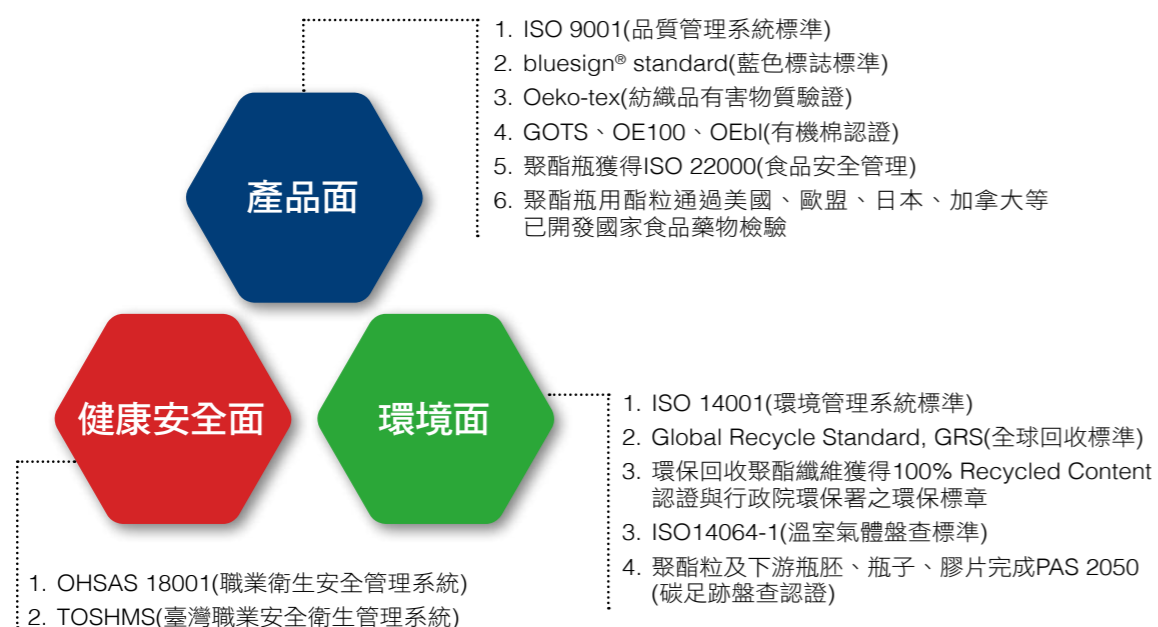 產品面
1. ISO 9001(品質管理系統標準)
2. bluesign® standard(藍色標誌標準)
3. Oeko-tex(紡織品有害物質驗證)
4. GOTS、OE100、OEbl(有機棉認證)
5. 聚酯瓶獲得ISO 22000(食品安全管理)
6. 聚酯瓶用酯粒通過美國、歐盟、日本、加拿大等
已開發國家食品藥物檢驗
健康安全面
1. OHSAS 18001(職業衛生安全管理系統)
2. TOSHMS(臺灣職業安全衛生管理系統)
環境面
1. ISO 14001(環境管理系統標準)
2. Global Recycle Standard, GRS(全球回收標準)
3. 環保回收聚酯纖維獲得100% Recycled Content
認證與行政院環保署之環保標章
3. ISO14064-1(溫室氣體盤查標準)
4. 聚酯粒及下游瓶胚、瓶子、膠片完成PAS 2050
(碳足跡盤查認證)